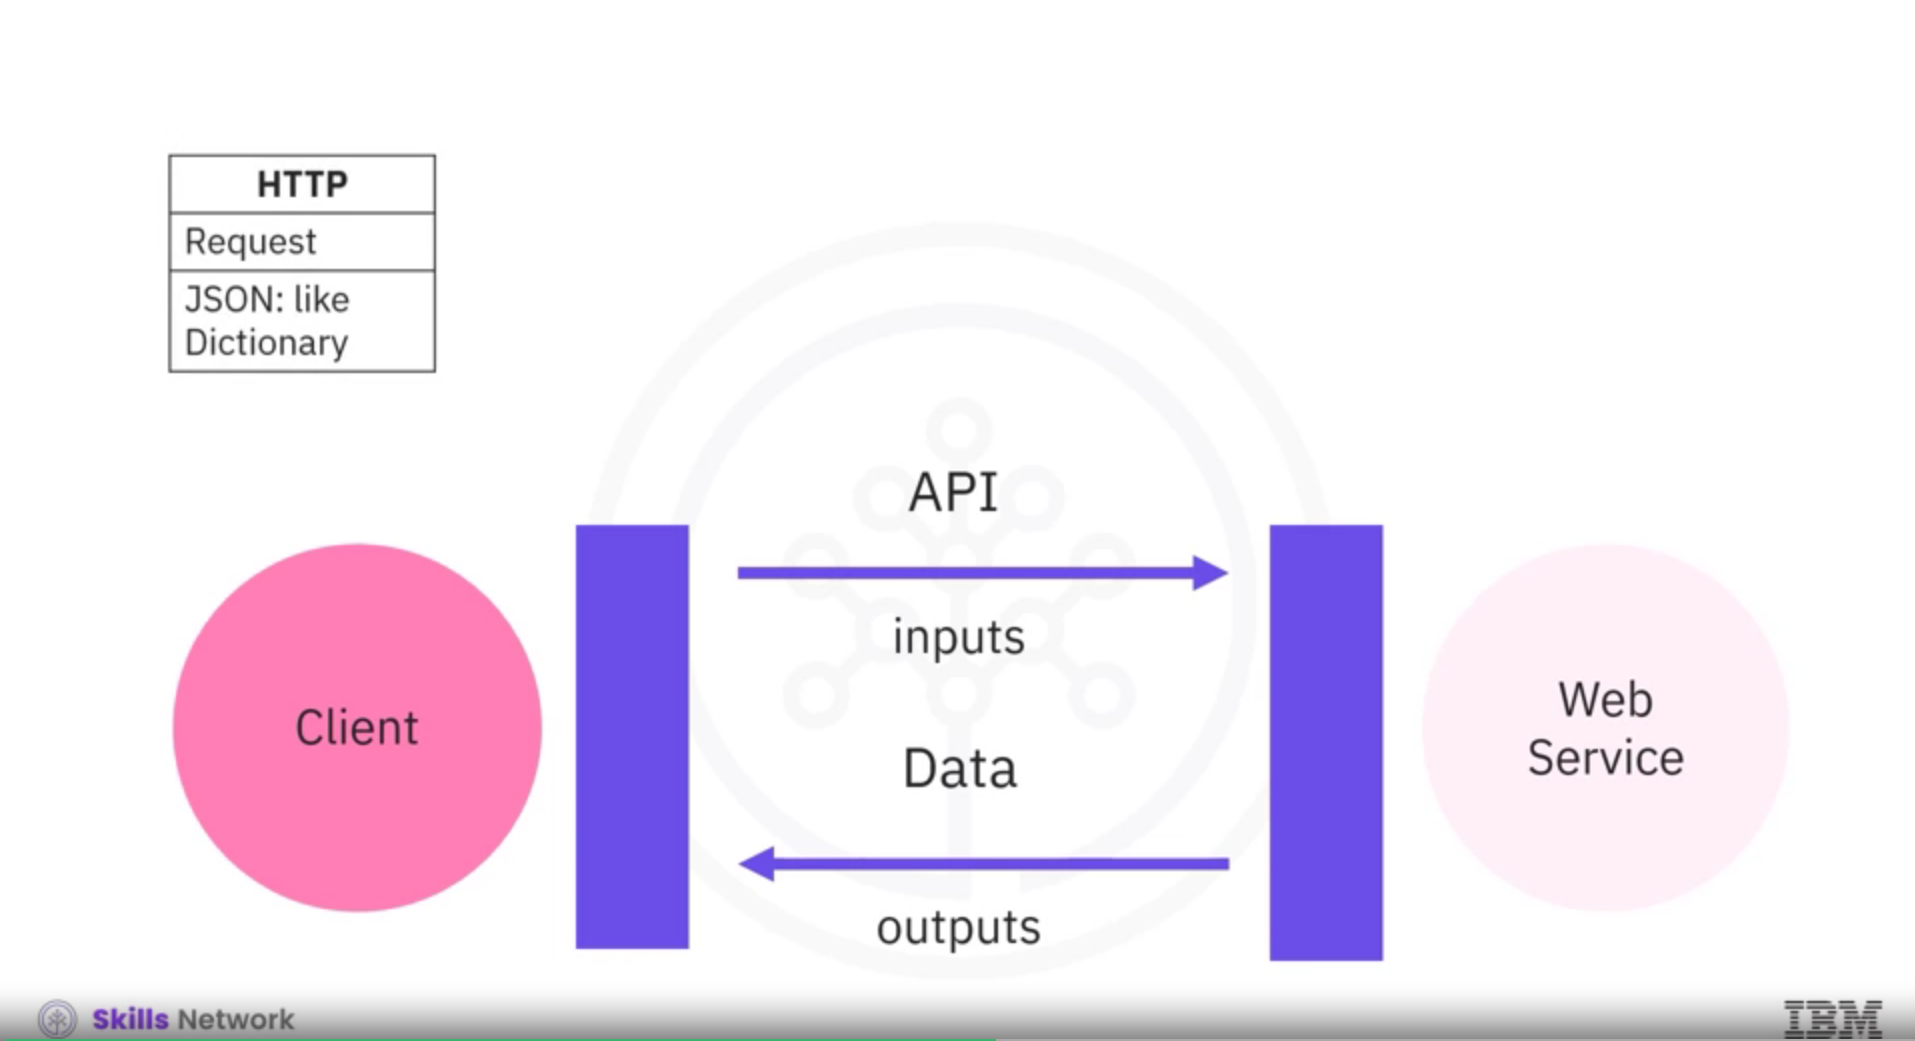 HTTP
Request
JSON: like
Dictionary
API
inputs
Client
Data
outputs
Web
Service
Skills Network
IBM